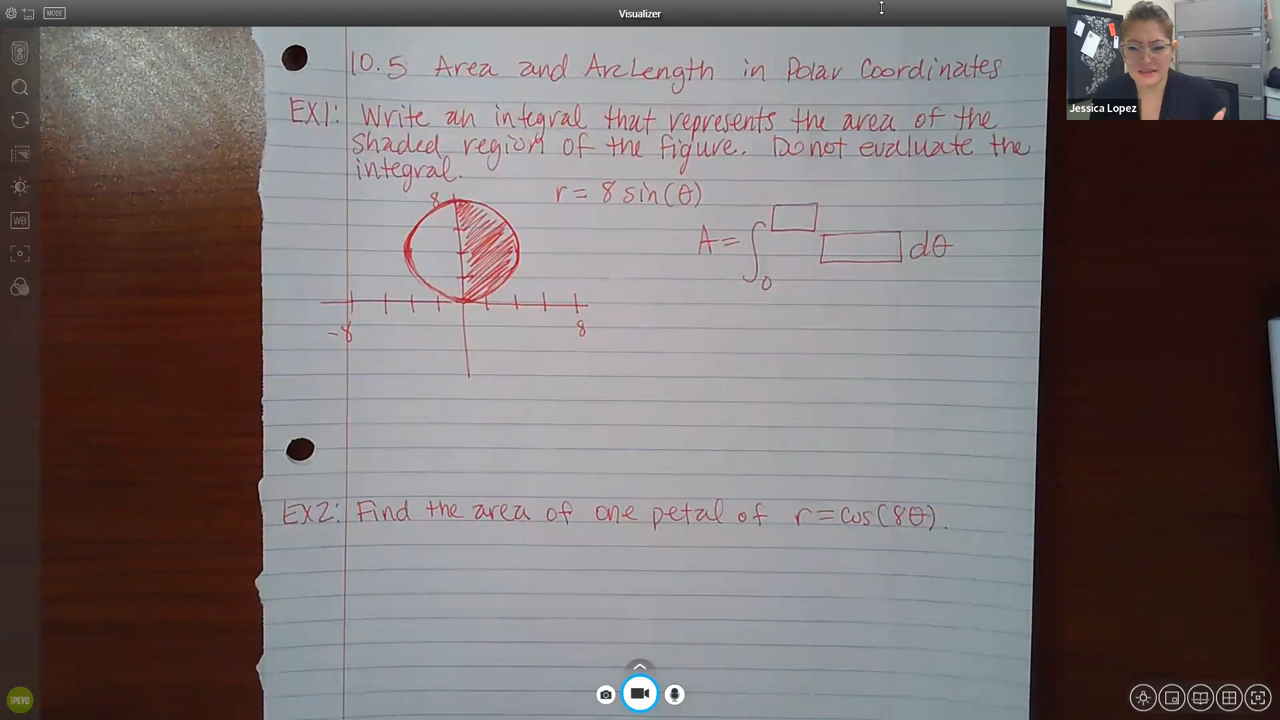 MODE
Visualizer
Jessica Lopez
WB
10.5 Area and Arc Length in Polar Coordinates
EX1: Write an integral that represents the area of the
shaded region of the figure. Do not evaluate the
integral.
r = 8 sin(θ)
8
A = ∫₀ dθ
-8
8
EX2: Find the area of one petal of r = cos(8θ).
IPEVO